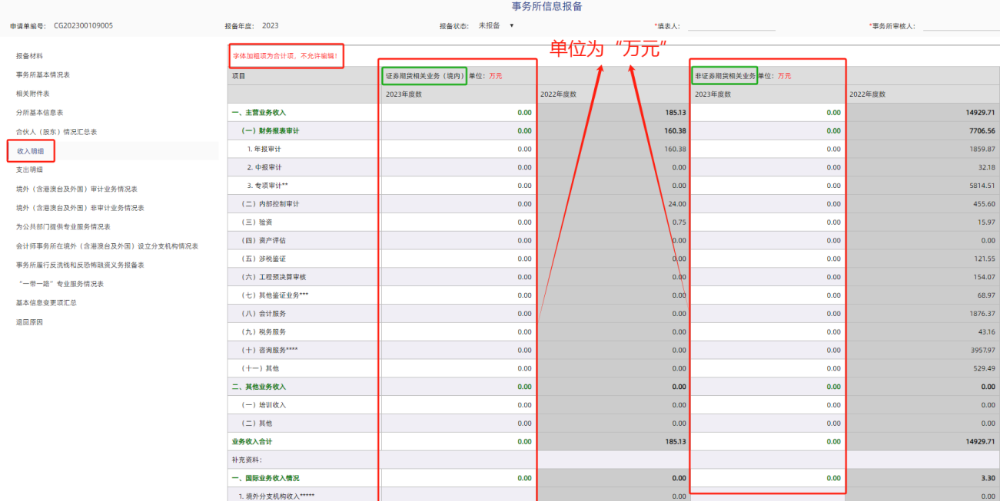 事务所信息报备
申请单编号： CG202300109005 报备年度： 2023 报备状态： 未报备 ▼ *填表人： *事务所审核人：
单位为“万元”
报备材料
事务所基本情况表
相关附件表
分所基本信息表
合伙人（股东）情况汇总表
收入明细
支出明细
境外（含港澳台及外国）审计业务情况表
境外（含港澳台及外国）非审计业务情况表
为公共部门提供专业服务情况表
会计师事务所在境外（含港澳台及外国）设立分支机构情况表
事务所履行反洗钱和反恐怖融资义务报备表
“一带一路”专业服务情况表
基本信息变更项汇总
退回原因
字体加粗项为合计项，不允许编辑！
项目 证券期货相关业务（境内） 单位：万元 非证券期货相关业务 单位：万元
2023年度数 2022年度数 2023年度数 2022年度数
一、主营业务收入 0.00 185.13 0.00 14929.71
（一）财务报表审计 0.00 160.38 0.00 7706.56
1. 年报审计 0.00 160.38 0.00 1859.87
2. 中报审计 0.00 0.00 0.00 32.18
3. 专项审计** 0.00 0.00 0.00 5814.51
（二）内部控制审计 0.00 24.00 0.00 455.60
（三）验资 0.00 0.75 0.00 15.97
（四）资产评估 0.00 0.00 0.00 0.00
（五）涉税鉴证 0.00 0.00 0.00 121.55
（六）工程预决算审核 0.00 0.00 0.00 154.07
（七）其他鉴证业务*** 0.00 0.00 0.00 68.97
（八）会计服务 0.00 0.00 0.00 1876.37
（九）税务服务 0.00 0.00 0.00 43.16
（十）咨询服务**** 0.00 0.00 0.00 3957.97
（十一）其他 0.00 0.00 0.00 529.49
二、其他业务收入 0.00 0.00 0.00 0.00
（一）培训收入 0.00 0.00 0.00 0.00
（二）其他 0.00 0.00 0.00 0.00
业务收入合计 0.00 185.13 0.00 14929.71
补充资料：
一、国际业务收入情况 0.00 0.00 0.00 3.30
1. 境外分支机构收入***** 0.00 0.00